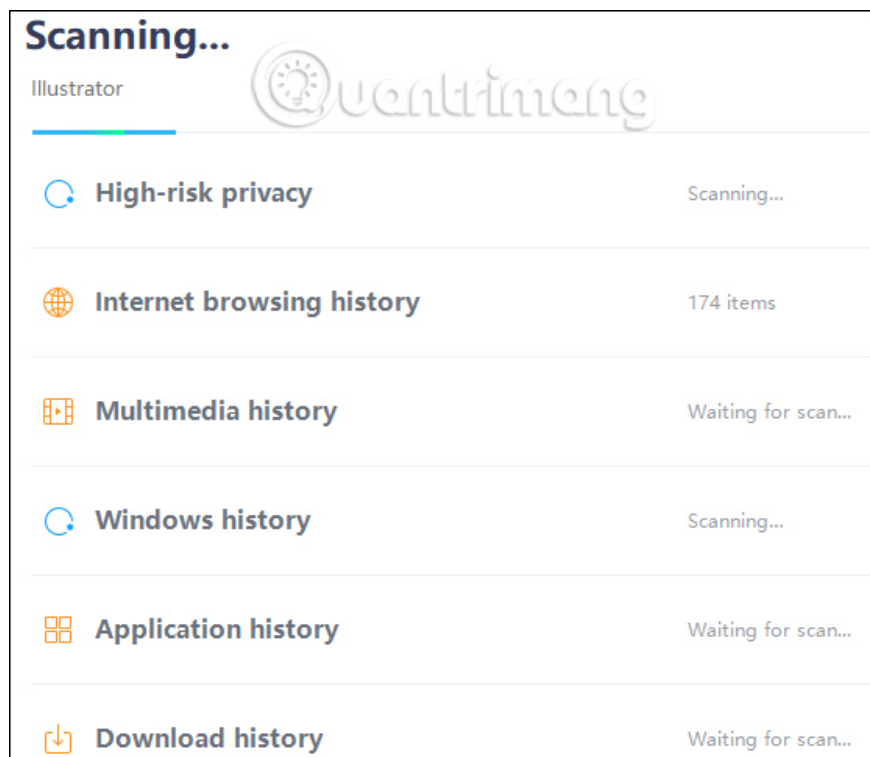 Scanning...
Quantrimang
Illustrator
High-risk privacy Scanning...
Internet browsing history 174 items
Multimedia history Waiting for scan...
Windows history Scanning...
Application history Waiting for scan...
Download history Waiting for scan...